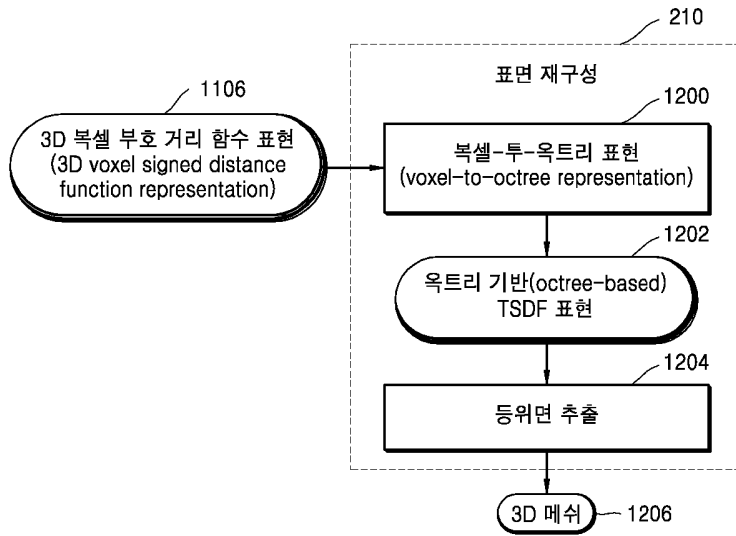 210
표면 재구성
1106
3D 복셀 부호 거리 함수 표현
(3D voxel signed distance
function representation)
1200
복셀-투-옥트리 표현
(voxel-to-octree representation)
1202
옥트리 기반(octree-based)
TSDF 표현
1204
등위면 추출
3D 메쉬
1206